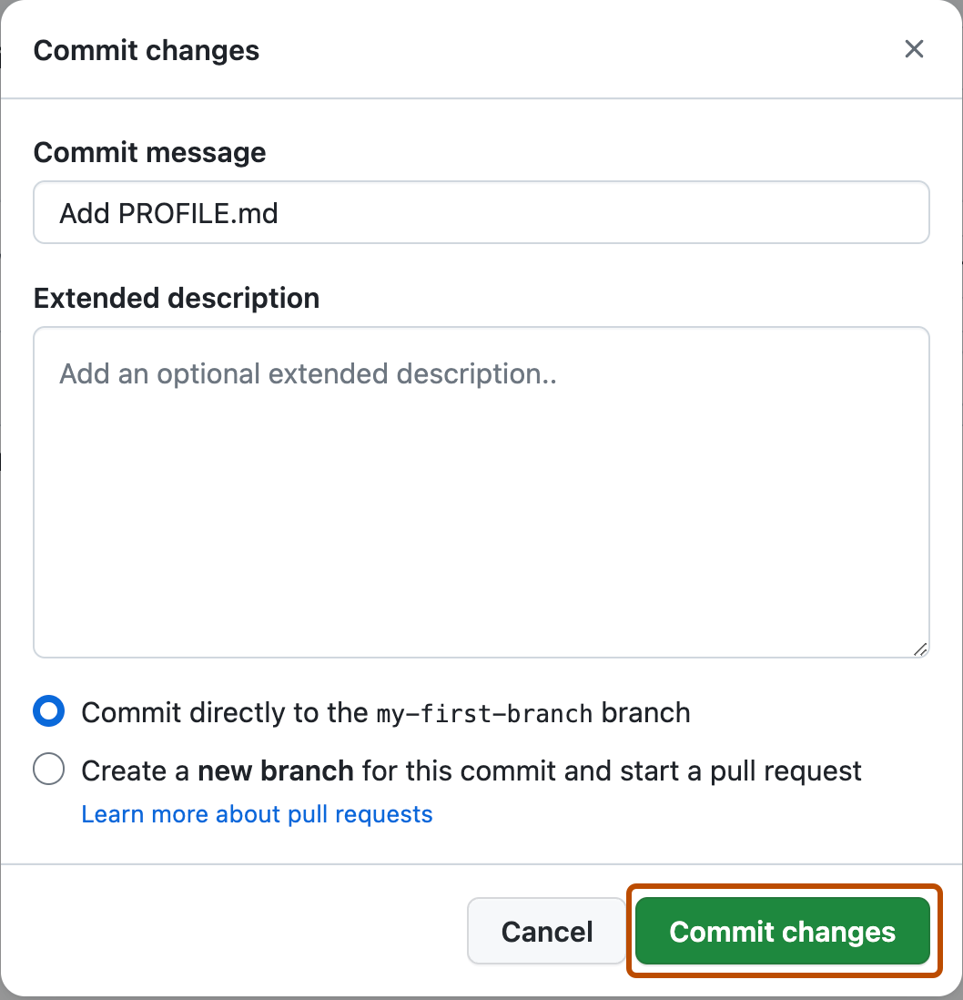 Commit changes
Commit message
Add PROFILE.md
Extended description
Add an optional extended description..
Commit directly to the my-first-branch branch
Create a new branch for this commit and start a pull request
Learn more about pull requests
Cancel
Commit changes